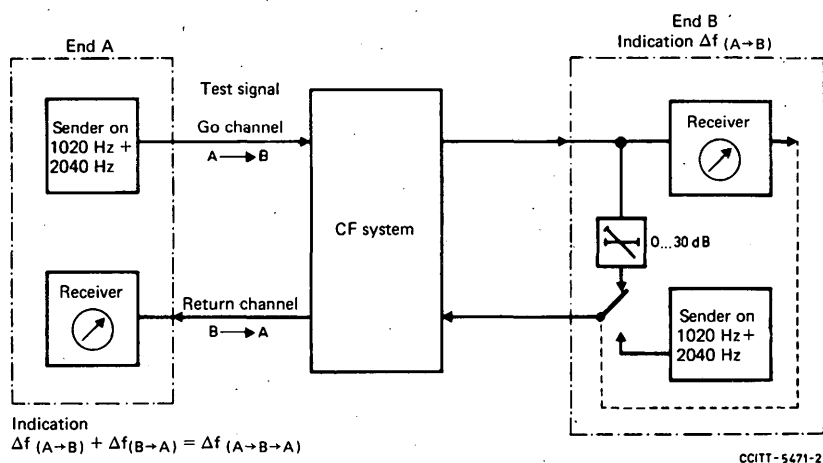 End B
Indication Δf (A→B)
End A
Test signal
Sender on
1020 Hz +
2040 Hz
Go channel
A → B
Receiver
CF system
0...30 dB
Receiver
Return channel
B → A
Sender on
1020 Hz +
2040 Hz
Indication
Δf (A→B) + Δf(B→A) = Δf (A→B→A)
CCITT-5471-2